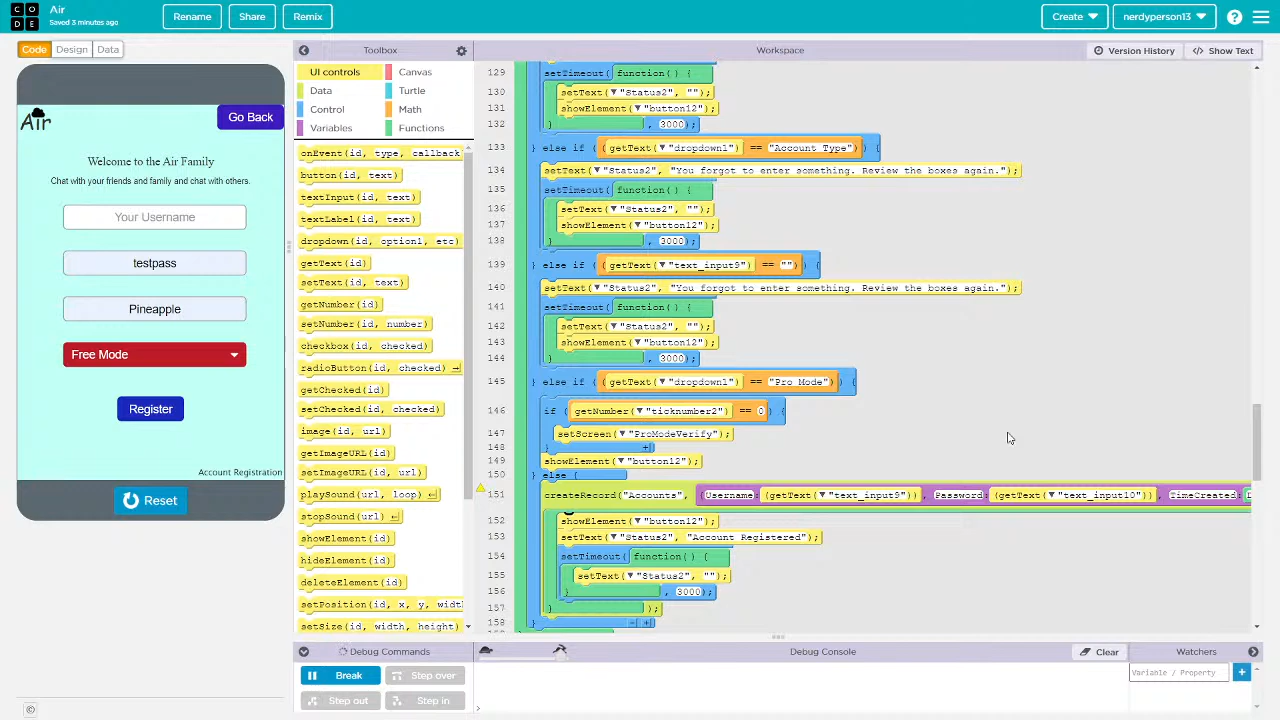 CODE
Air
Saved 3 minutes ago
Rename
Share
Remix
Create
nerdyperson13
?
Code
Design
Data
Toolbox
Workspace
Version History
</> Show Text
Air
Go Back
Welcome to the Air Family
Chat with your friends and family and chat with others.
Your Username
testpass
Pineapple
Free Mode
Register
Account Registration
Reset
UI controls
Canvas
Data
Turtle
Control
Math
Variables
Functions
onEvent(id, type, callback
button(id, text)
textInput(id, text)
textLabel(id, text)
dropdown(id, option1, etc)
getText(id)
setText(id, text)
getNumber(id)
setNumber(id, number)
checkbox(id, checked)
radioButton(id, checked)
getChecked(id)
setChecked(id, checked)
image(id, url)
getImageURL(id)
setImageURL(id, url)
playSound(url, loop)
stopSound(url)
showElement(id)
hideElement(id)
deleteElement(id)
setPosition(id, x, y, widt
setSize(id, width, height)
129 setTimeout( function( ) {
130 setText( "Status2", "");
131 showElement( "button12");
132 } , 3000);
133 } else if ( (getText( "dropdown1") == "Account Type") ) {
134 setText( "Status2", "You forgot to enter something. Review the boxes again.");
135 setTimeout( function( ) {
136 setText( "Status2", "");
137 showElement( "button12");
138 } , 3000);
139 } else if ( (getText( "text_input9") == "") ) {
140 setText( "Status2", "You forgot to enter something. Review the boxes again.");
141 setTimeout( function( ) {
142 setText( "Status2", "");
143 showElement( "button12");
144 } , 3000);
145 } else if ( (getText( "dropdown1") == "Pro Mode") ) {
146 if ( getNumber( "ticknumber2") == 0 ) {
147 setScreen( "ProModeVerify");
148 }
149 showElement( "button12");
150 } else {
151 createRecord("Accounts", {Username: (getText( "text_input9")), Password:(getText( "text_input10")), TimeCreated:
152 showElement( "button12");
153 setText( "Status2", "Account Registered");
154 setTimeout( function( ) {
155 setText( "Status2", "");
156 } , 3000);
157 } );
158 }
Debug Commands
Debug Console
Clear
Watchers
Break
Step over
Step out
Step in
Variable / Property
+
>